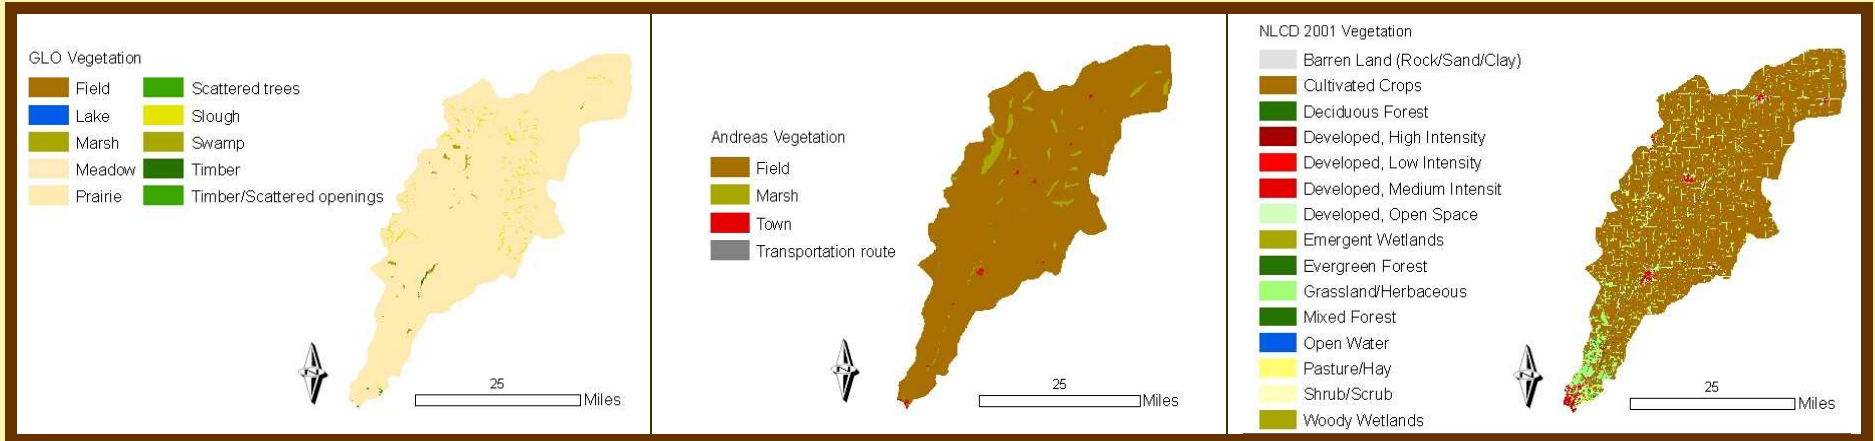 GLO Vegetation
Field
Lake
Marsh
Meadow
Prairie
Scattered trees
Slough
Swamp
Timber
Timber/Scattered openings
N
25
Miles
Andreas Vegetation
Field
Marsh
Town
Transportation route
N
25
Miles
NLCD 2001 Vegetation
Barren Land (Rock/Sand/Clay)
Cultivated Crops
Deciduous Forest
Developed, High Intensity
Developed, Low Intensity
Developed, Medium Intensit
Developed, Open Space
Emergent Wetlands
Evergreen Forest
Grassland/Herbaceous
Mixed Forest
Open Water
Pasture/Hay
Shrub/Scrub
Woody Wetlands
N
25
Miles